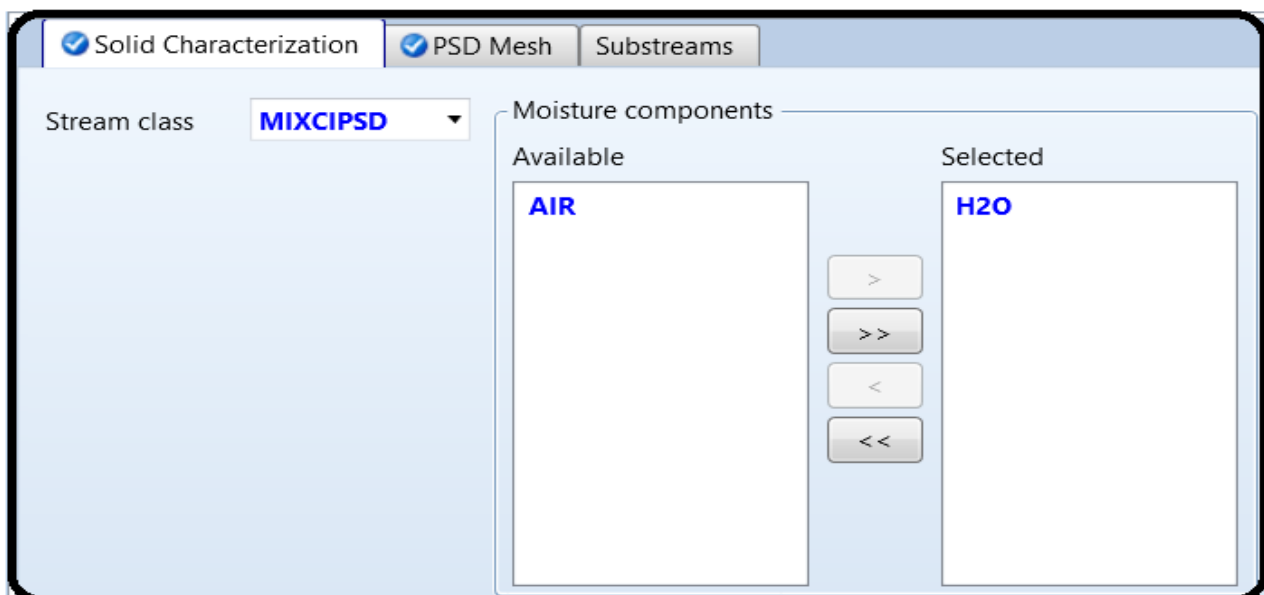 Solid Characterization PSD Mesh Substreams
Stream class MIXCIPSD Moisture components
Available Selected
AIR H2O
>
>>
<
<<